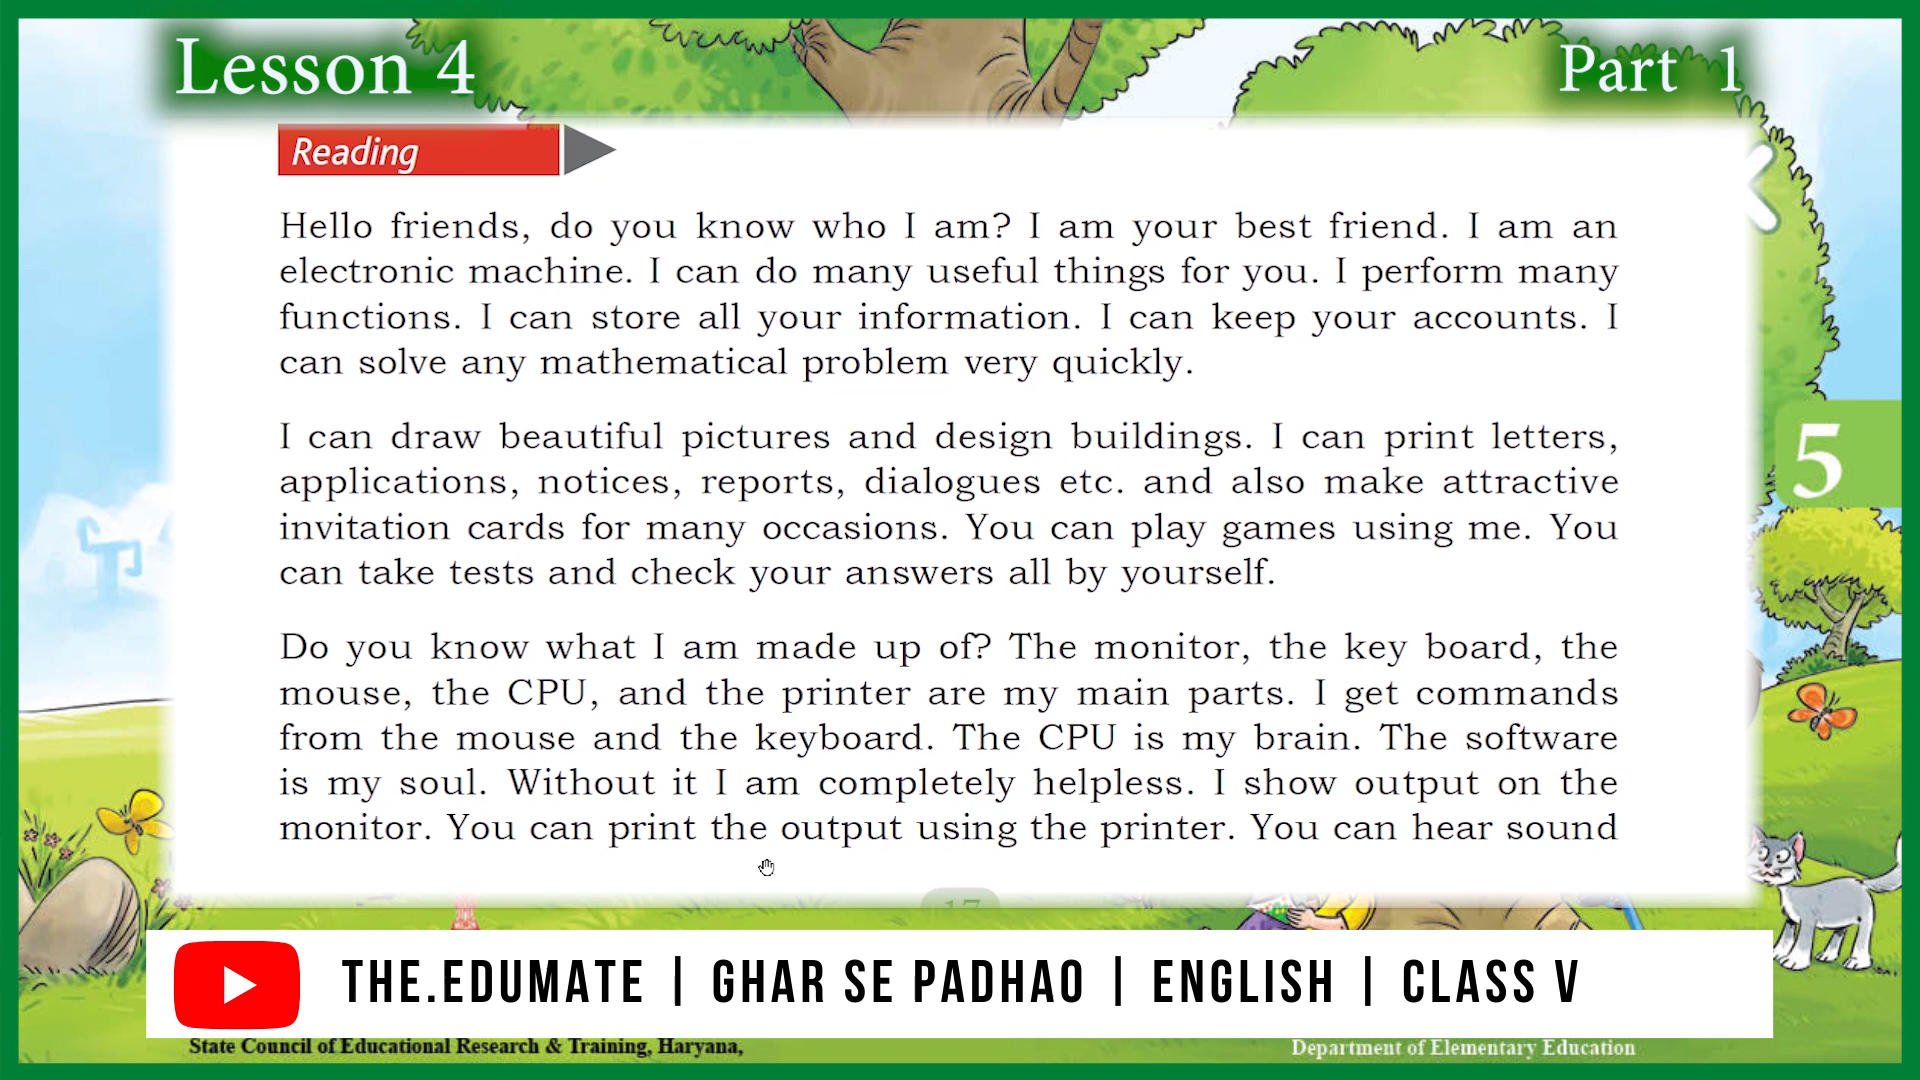 Lesson 4
Part 1
Reading
Hello friends, do you know who I am? I am your best friend. I am an
electronic machine. I can do many useful things for you. I perform many
functions. I can store all your information. I can keep your accounts. I
can solve any mathematical problem very quickly.
I can draw beautiful pictures and design buildings. I can print letters,
applications, notices, reports, dialogues etc. and also make attractive
invitation cards for many occasions. You can play games using me. You
can take tests and check your answers all by yourself.
Do you know what I am made up of? The monitor, the key board, the
mouse, the CPU, and the printer are my main parts. I get commands
from the mouse and the keyboard. The CPU is my brain. The software
is my soul. Without it I am completely helpless. I show output on the
monitor. You can print the output using the printer. You can hear sound
5
17
THE.EDUMATE | GHAR SE PADHAO | ENGLISH | CLASS V
State Council of Educational Research & Training, Haryana,
Department of Elementary Education